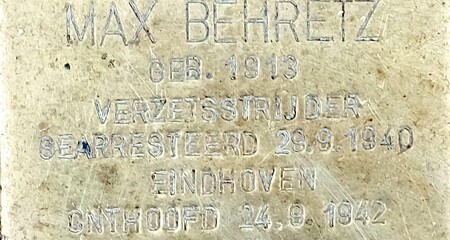 MAX BEHRETZ
GEB. 1913
VERZETSSTRIJDER
GEARRESTEERD 29.9.1940
EINDHOVEN
ONTHOOFD 24.9.1942